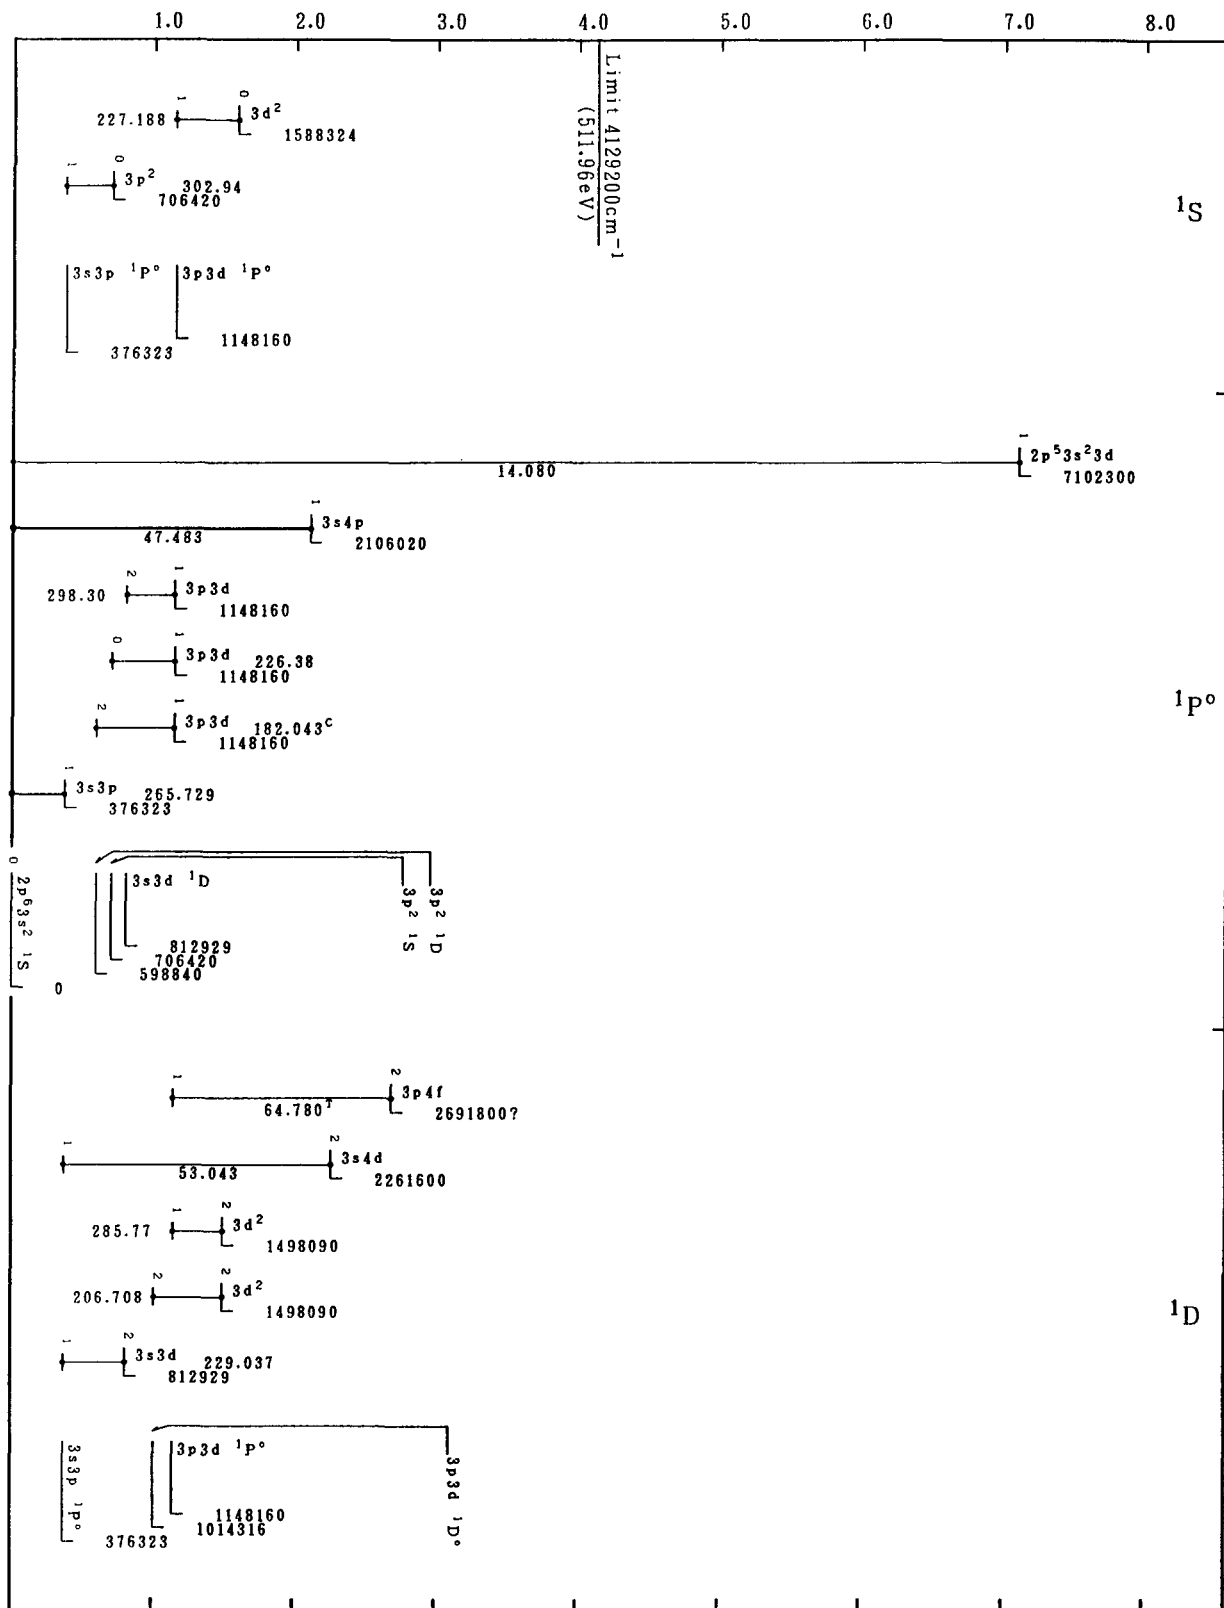 1.0 2.0 3.0 4.0 5.0 6.0 7.0 8.0
Limit 4129200cm⁻¹
(511.96eV)
1 0
227.188 3d²
1588324
1 0
3p² 302.94
706420
¹S
3s3p ¹P° 3p3d ¹P°
1148160
376323
1
2p⁵3s²3d
14.080 7102300
1
3s4p
47.483 2106020
2 1
298.30 3p3d
1148160
0 1
3p3d 226.38
1148160
2 1
3p3d 182.043ᶜ
1148160
¹P°
1
3s3p 265.729
376323
0 2p⁶3s² ¹S
3s3d ¹D 3p² ¹S 3p² ¹D
812929
706420
598840
0
1 2
3p4f
64.780ᵀ 2691800?
1 2
3s4d
53.043 2261600
1 2
285.77 3d²
1498090
2 2
206.708 3d²
1498090
¹D
1 2
3s3d 229.037
812929
3s3p ¹P° 3p3d ¹P° 3p3d ¹D°
1148160
1014316
376323